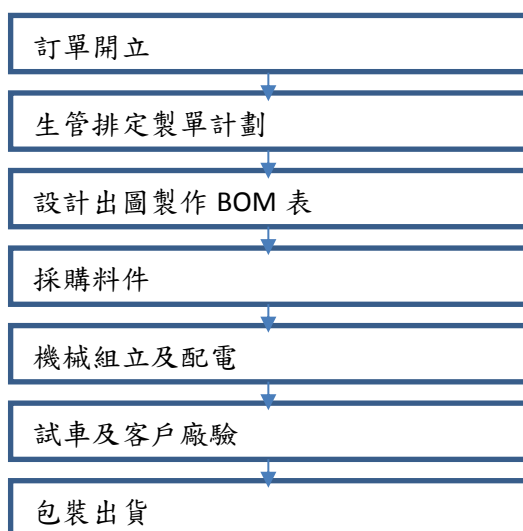 訂單開立
生管排定製單計劃
設計出圖製作 BOM 表
採購料件
機械組立及配電
試車及客戶廠驗
包裝出貨